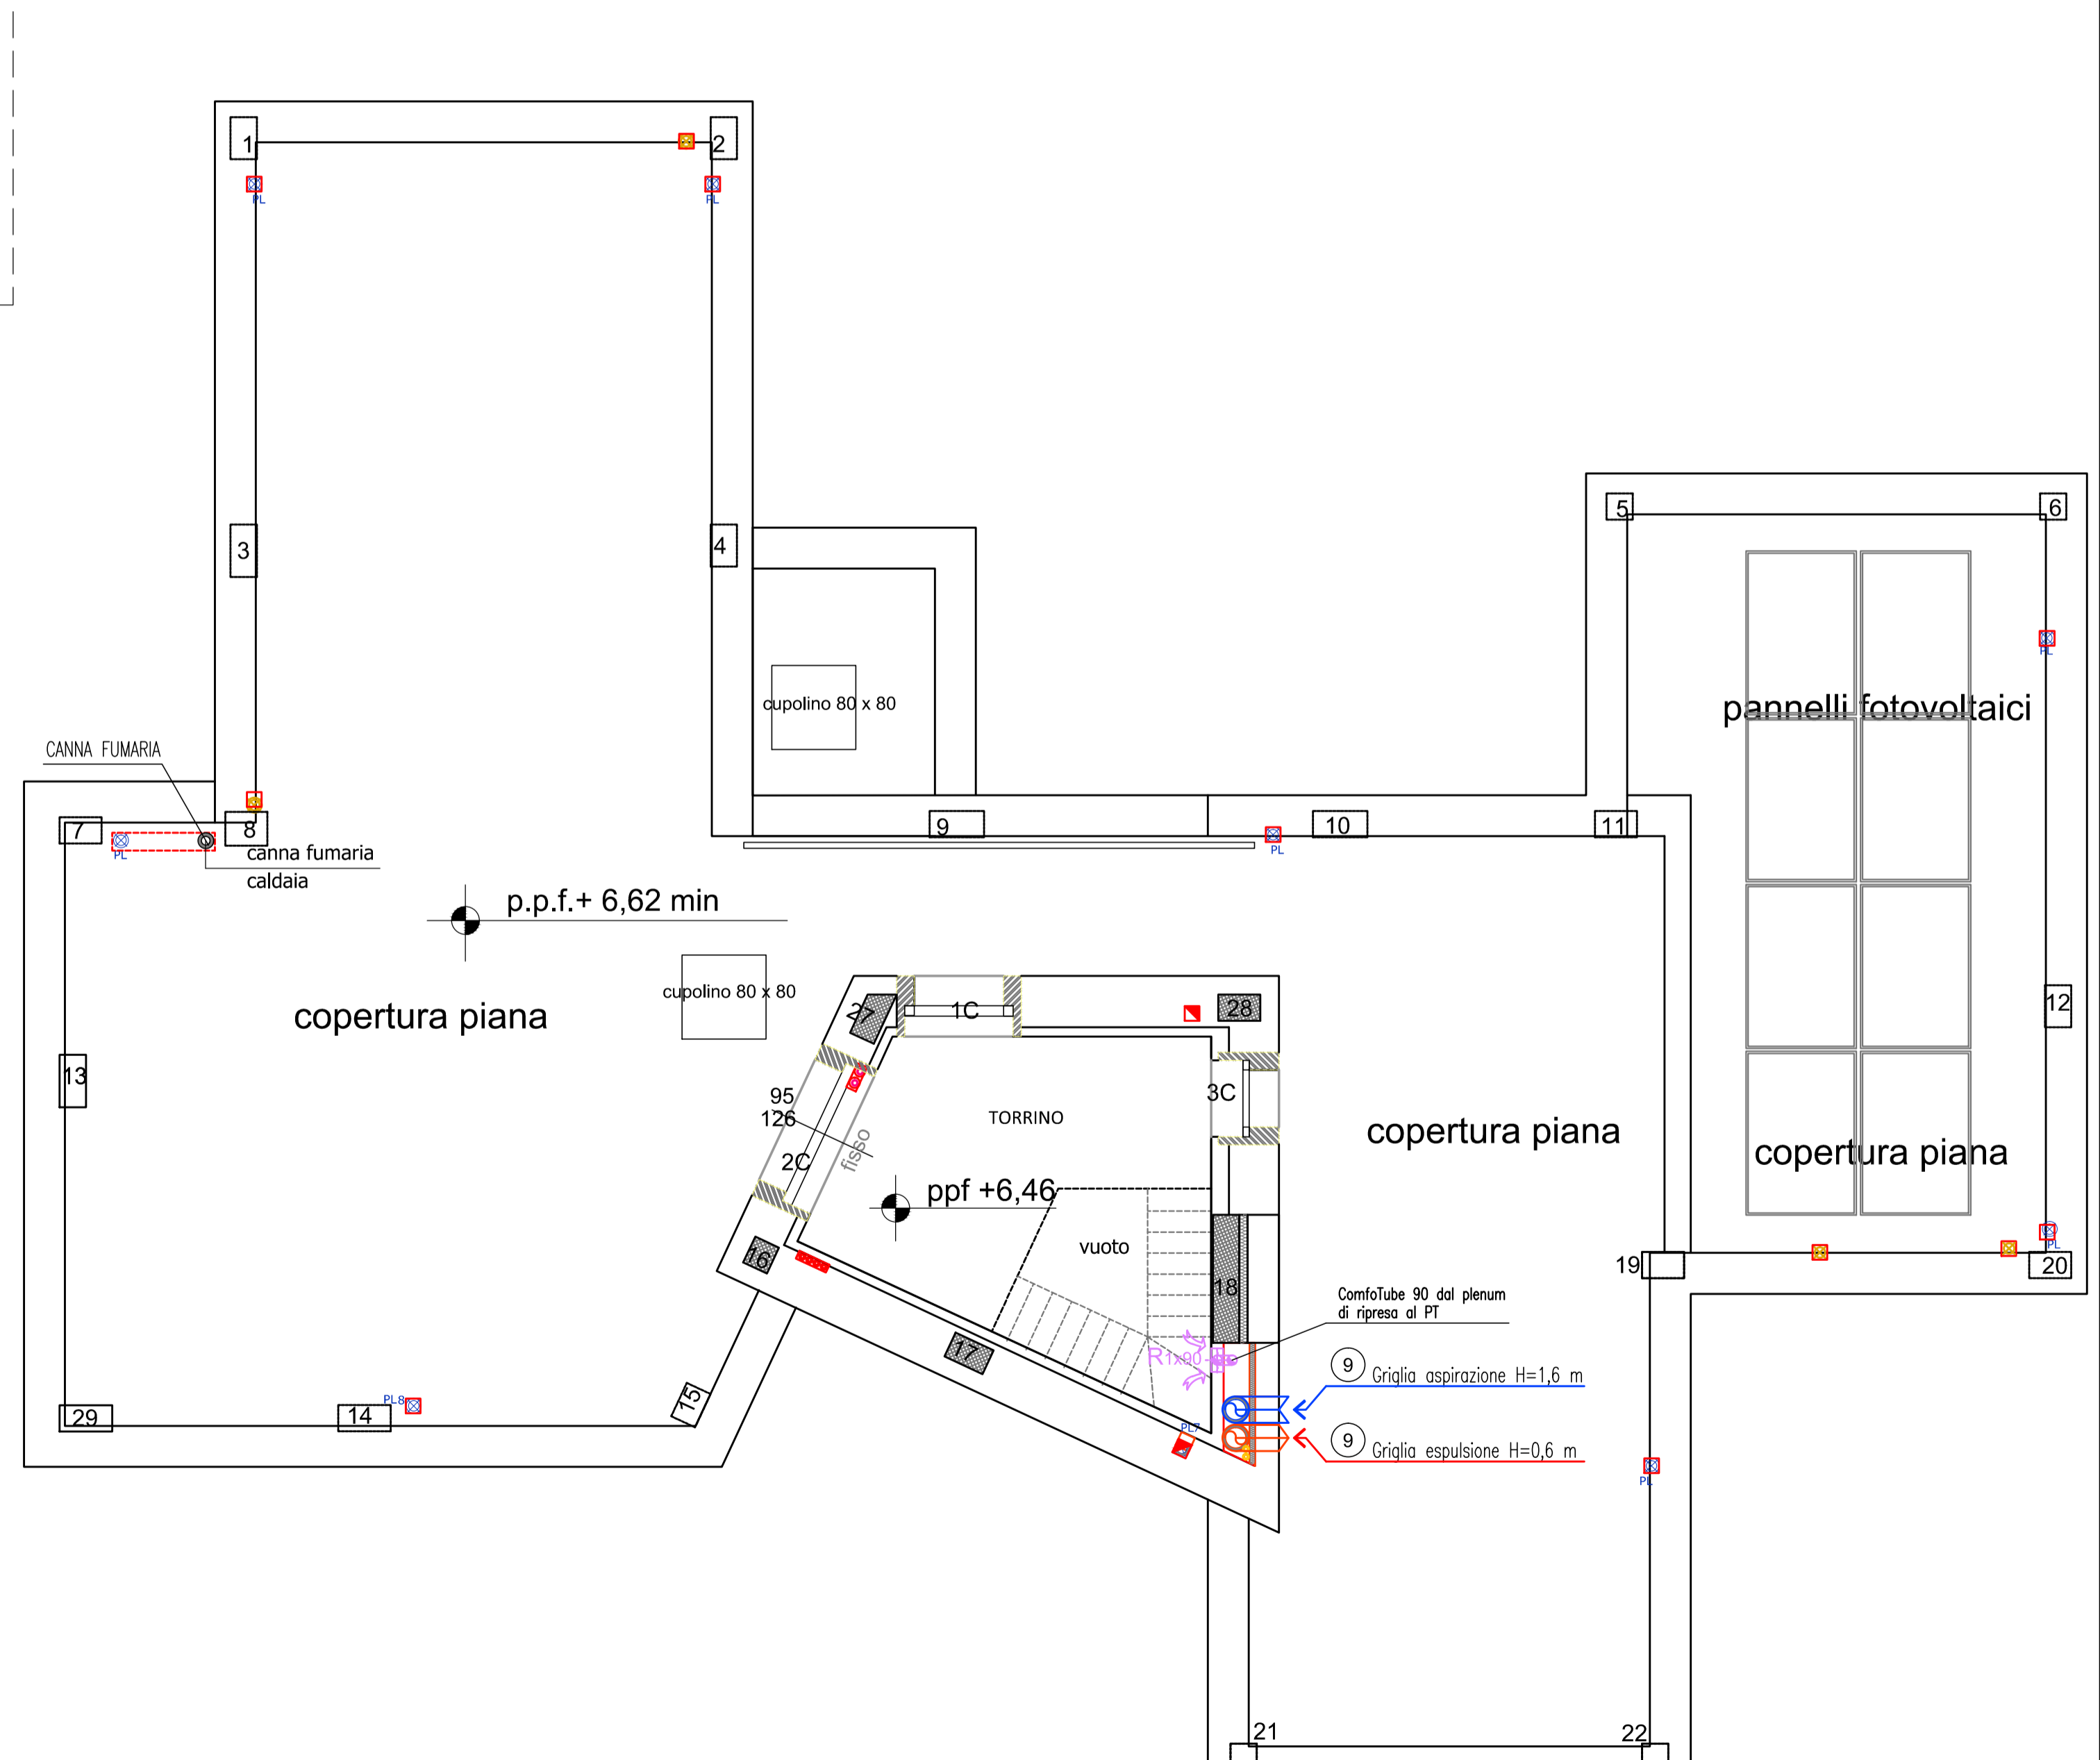 1
2
PL
PL
3
4
5
6
PL
cupolino 80 x 80
pannelli fotovoltaici
CANNA FUMARIA
7
8
PL
canna fumaria
caldaia
9
10
11
PL
p.p.f.+ 6,62 min
cupolino 80 x 80
copertura piana
27
1C
28
12
13
95
126
3C
TORRINO
copertura piana
copertura piana
2C
fisso
ppf +6,46
vuoto
16
18
19
20
PL
ComfoTube 90 dal plenum
di ripresa al PT
17
R1x90
9
Griglia aspirazione H=1,6 m
29
14
PL8
15
PL7
9
Griglia espulsione H=0,6 m
PL
21
22